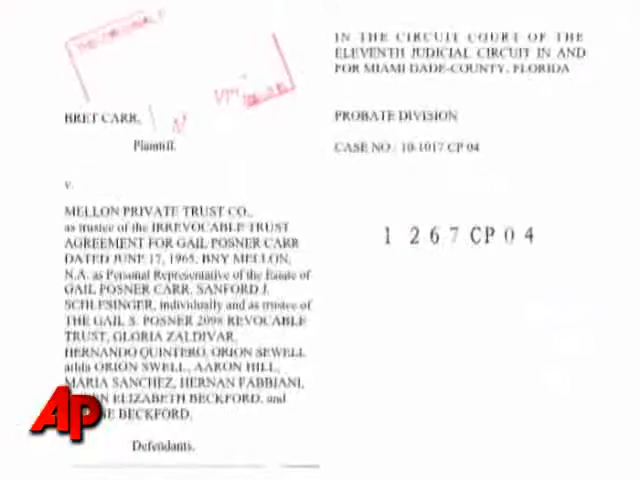 IN THE CIRCUIT COURT OF THE
ELEVENTH JUDICIAL CIRCUIT IN AND
FOR MIAMI DADE-COUNTY, FLORIDA
BRET CARR,
Plaintiff.
PROBATE DIVISION
CASE NO.: 10-1017 CP 04
v.
MELLON PRIVATE TRUST CO.,
as trustee of the IRREVOCABLE TRUST
AGREEMENT FOR GAIL POSNER CARR
DATED JUNE 17, 1965, BNY MELLON,
N.A. as Personal Representative of the Estate of
GAIL POSNER CARR, SANFORD J.
SCHLESINGER, individually and as trustee of
THE GAIL S. POSNER 2098 REVOCABLE
TRUST, GLORIA ZALDIVAR,
HERNANDO QUINTERO, ORION SEWELL
a/d/a ORION SWELL, AARON HILL,
MARIA SANCHEZ, HERNAN FABBIANI,
ELIZABETH BECKFORD, and
BECKFORD,
Defendants.
1 2 6 7 CP 0 4
AP